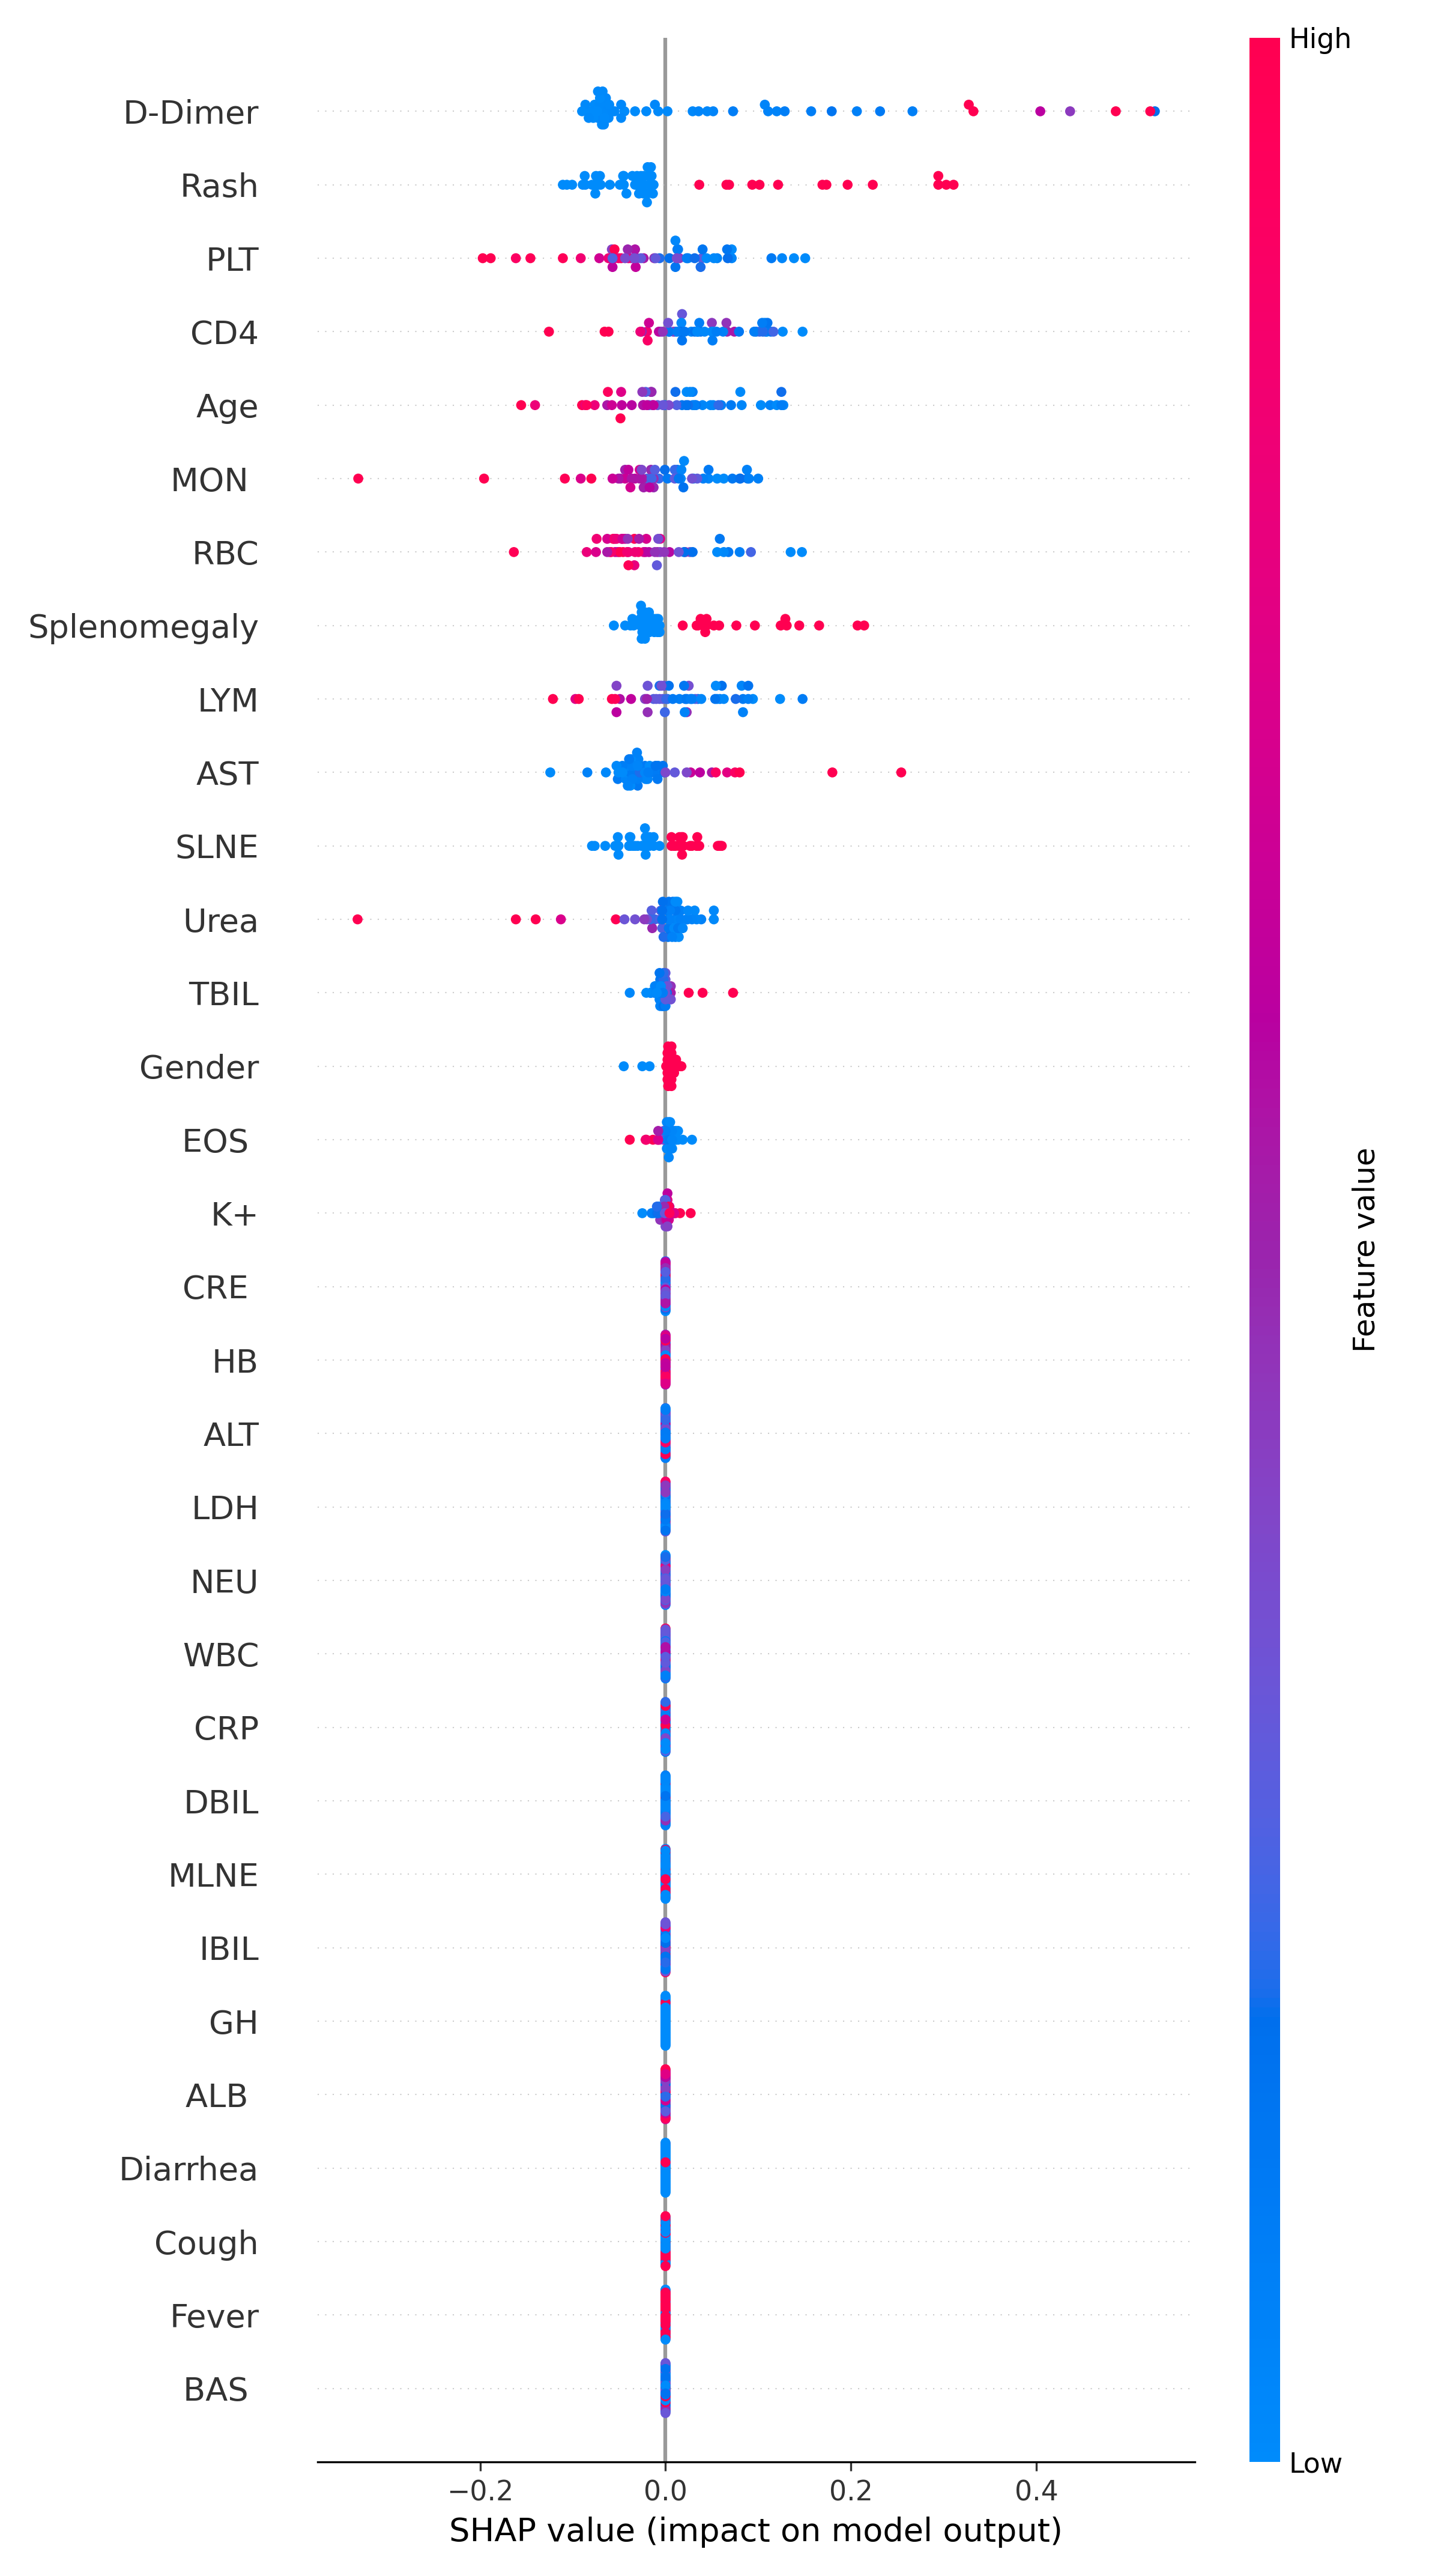 High
D-Dimer
Rash
PLT
CD4
Age
MON
RBC
Splenomegaly
LYM
AST
SLNE
Urea
TBIL
Gender
EOS
K+
CRE
HB
ALT
LDH
NEU
WBC
CRP
DBIL
MLNE
IBIL
GH
ALB
Diarrhea
Cough
Fever
BAS
Feature value
Low
−0.2 0.0 0.2 0.4
SHAP value (impact on model output)